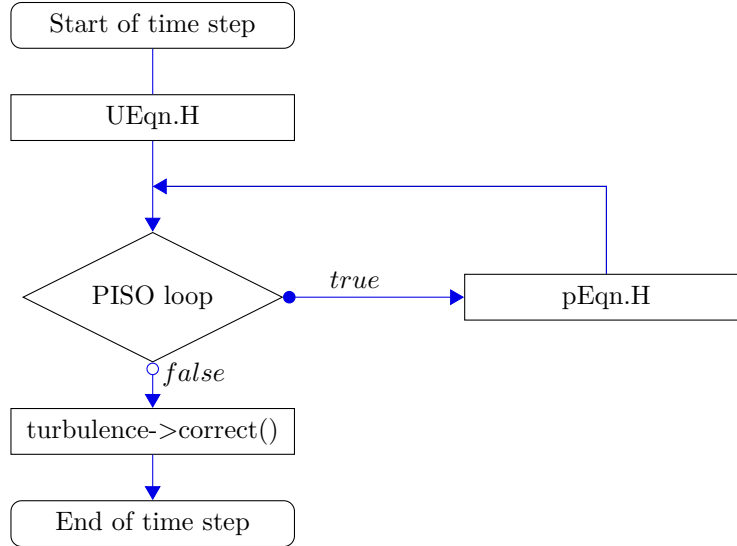 Start of time step
UEqn.H
PISO loop
true
pEqn.H
false
turbulence->correct()
End of time step